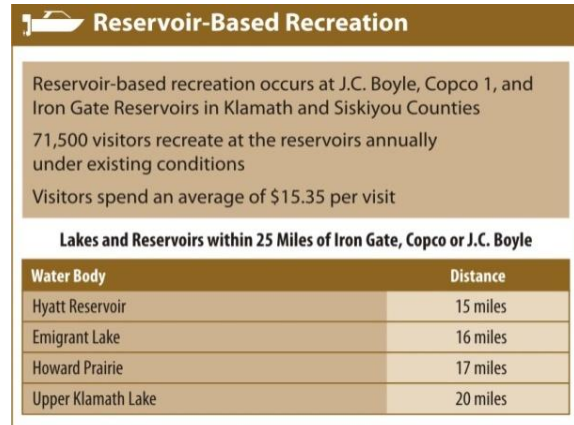 Reservoir-Based Recreation
Reservoir-based recreation occurs at J.C. Boyle, Copco 1, and
Iron Gate Reservoirs in Klamath and Siskiyou Counties
71,500 visitors recreate at the reservoirs annually
under existing conditions
Visitors spend an average of $15.35 per visit
Lakes and Reservoirs within 25 Miles of Iron Gate, Copco or J.C. Boyle
Water Body Distance
Hyatt Reservoir 15 miles
Emigrant Lake 16 miles
Howard Prairie 17 miles
Upper Klamath Lake 20 miles